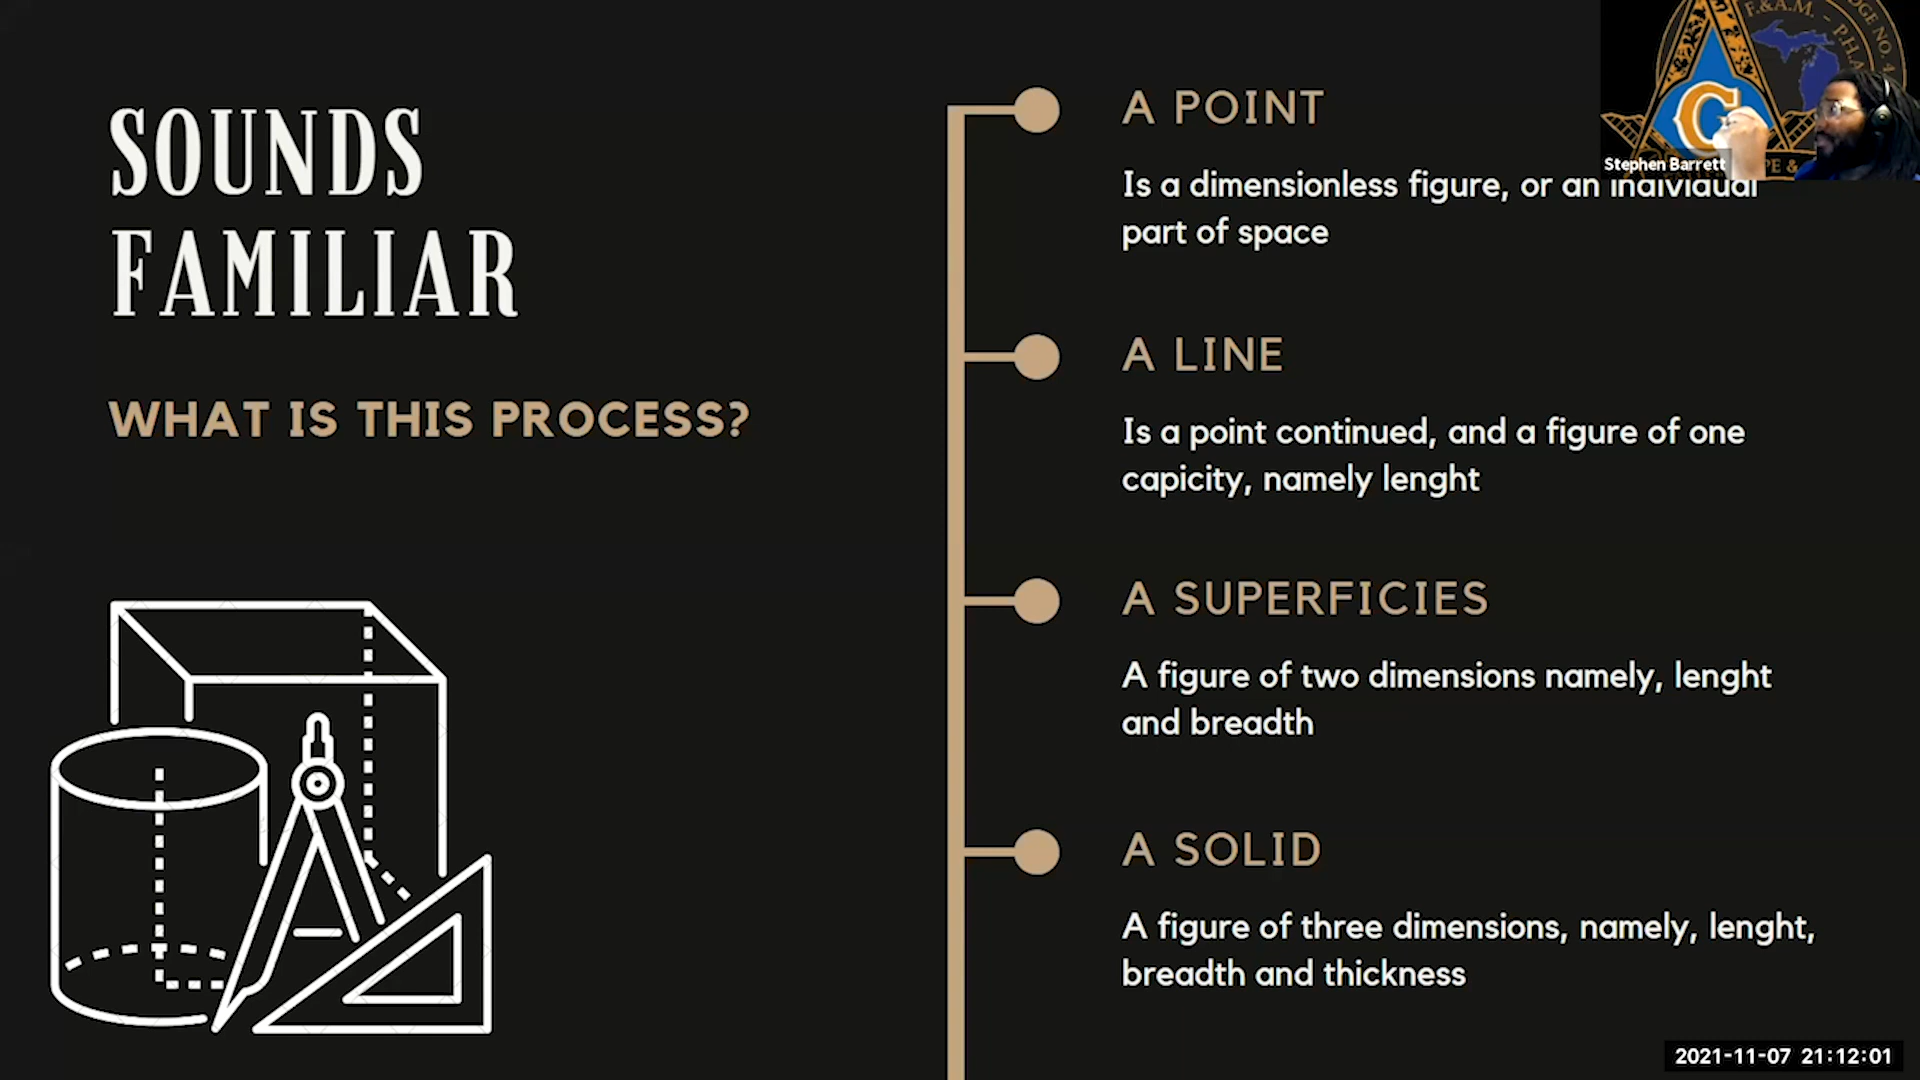 SOUNDS
FAMILIAR
WHAT IS THIS PROCESS?
A POINT
Is a dimensionless figure, or an individual
part of space
A LINE
Is a point continued, and a figure of one
capicity, namely lenght
A SUPERFICIES
A figure of two dimensions namely, lenght
and breadth
A SOLID
A figure of three dimensions, namely, lenght,
breadth and thickness
F.&A.M. - P.H.A
G
Stephen Barrett
2021-11-07 21:12:01